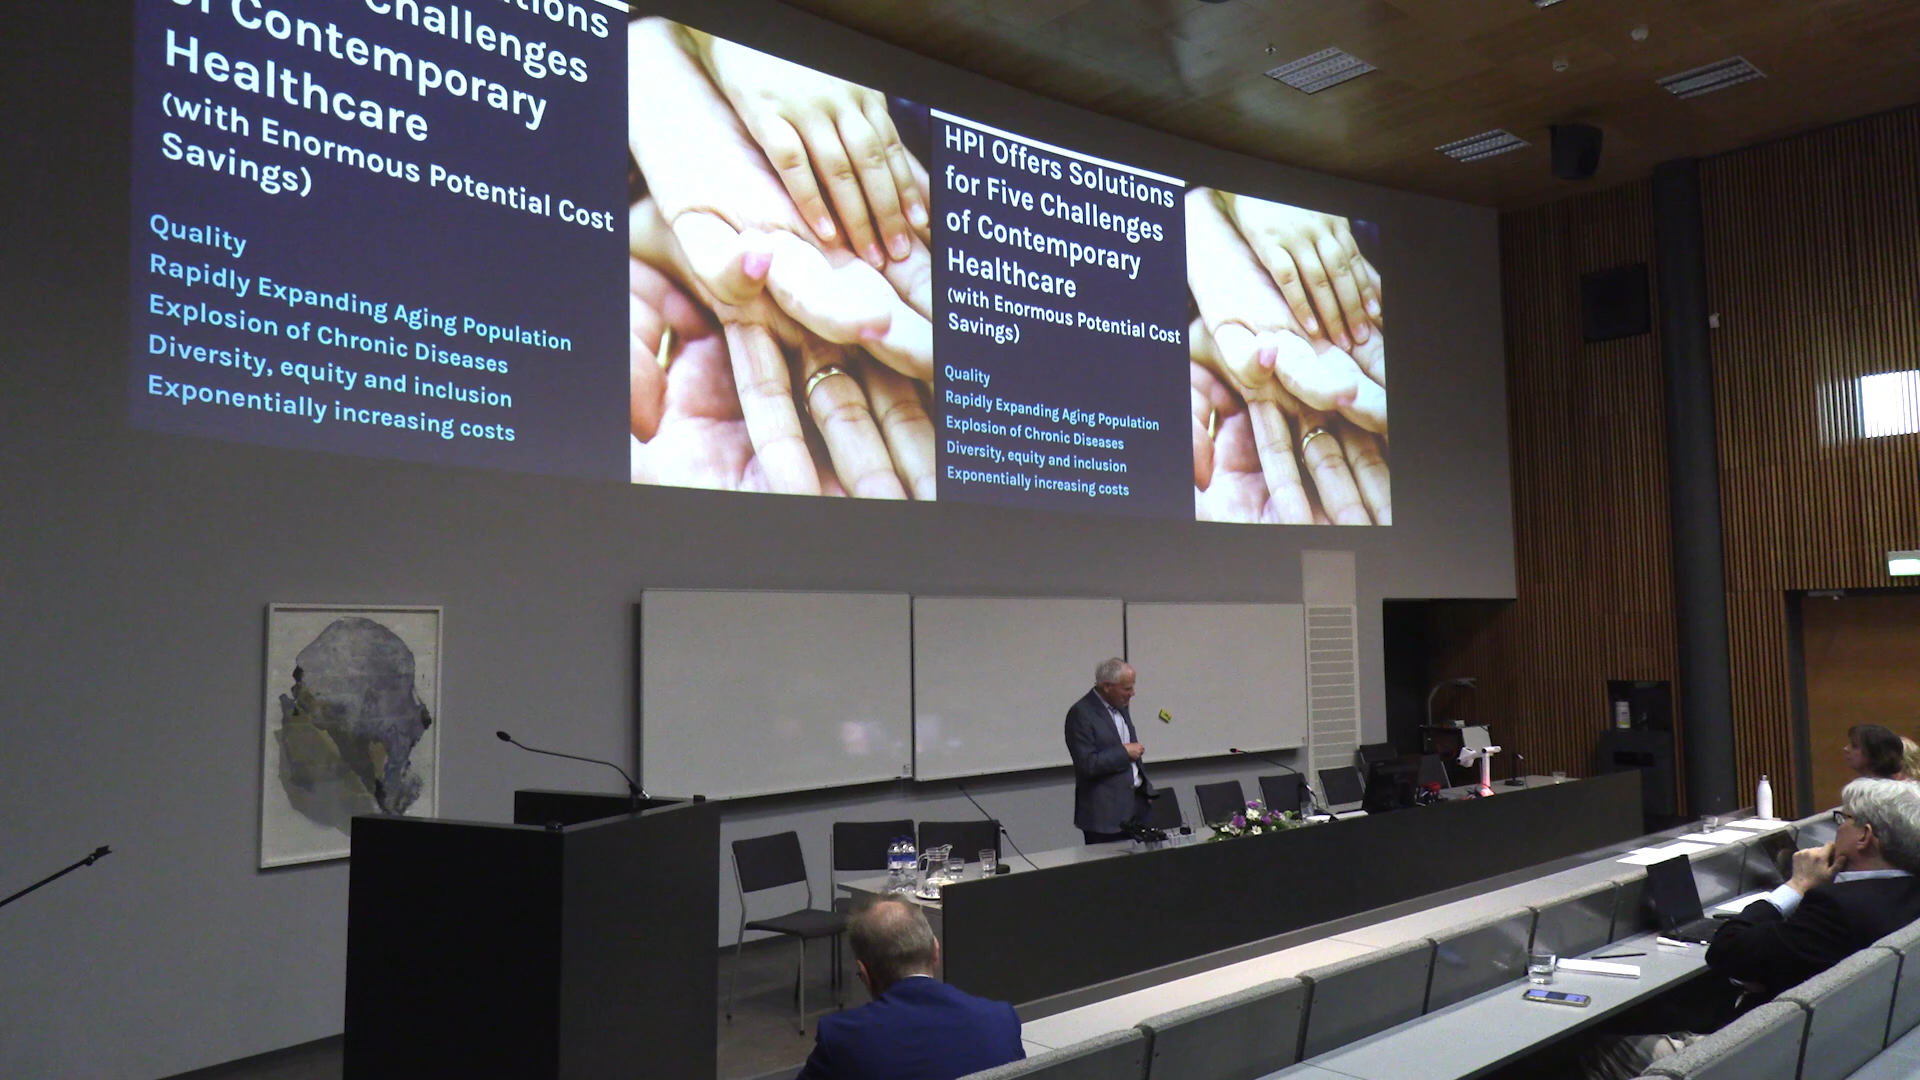 tions
Challenges
of Contemporary
Healthcare
(with Enormous Potential Cost
Savings)
Quality
Rapidly Expanding Aging Population
Explosion of Chronic Diseases
Diversity, equity and inclusion
Exponentially increasing costs
HPI Offers Solutions
for Five Challenges
of Contemporary
Healthcare
(with Enormous Potential Cost
Savings)
Quality
Rapidly Expanding Aging Population
Explosion of Chronic Diseases
Diversity, equity and inclusion
Exponentially increasing costs